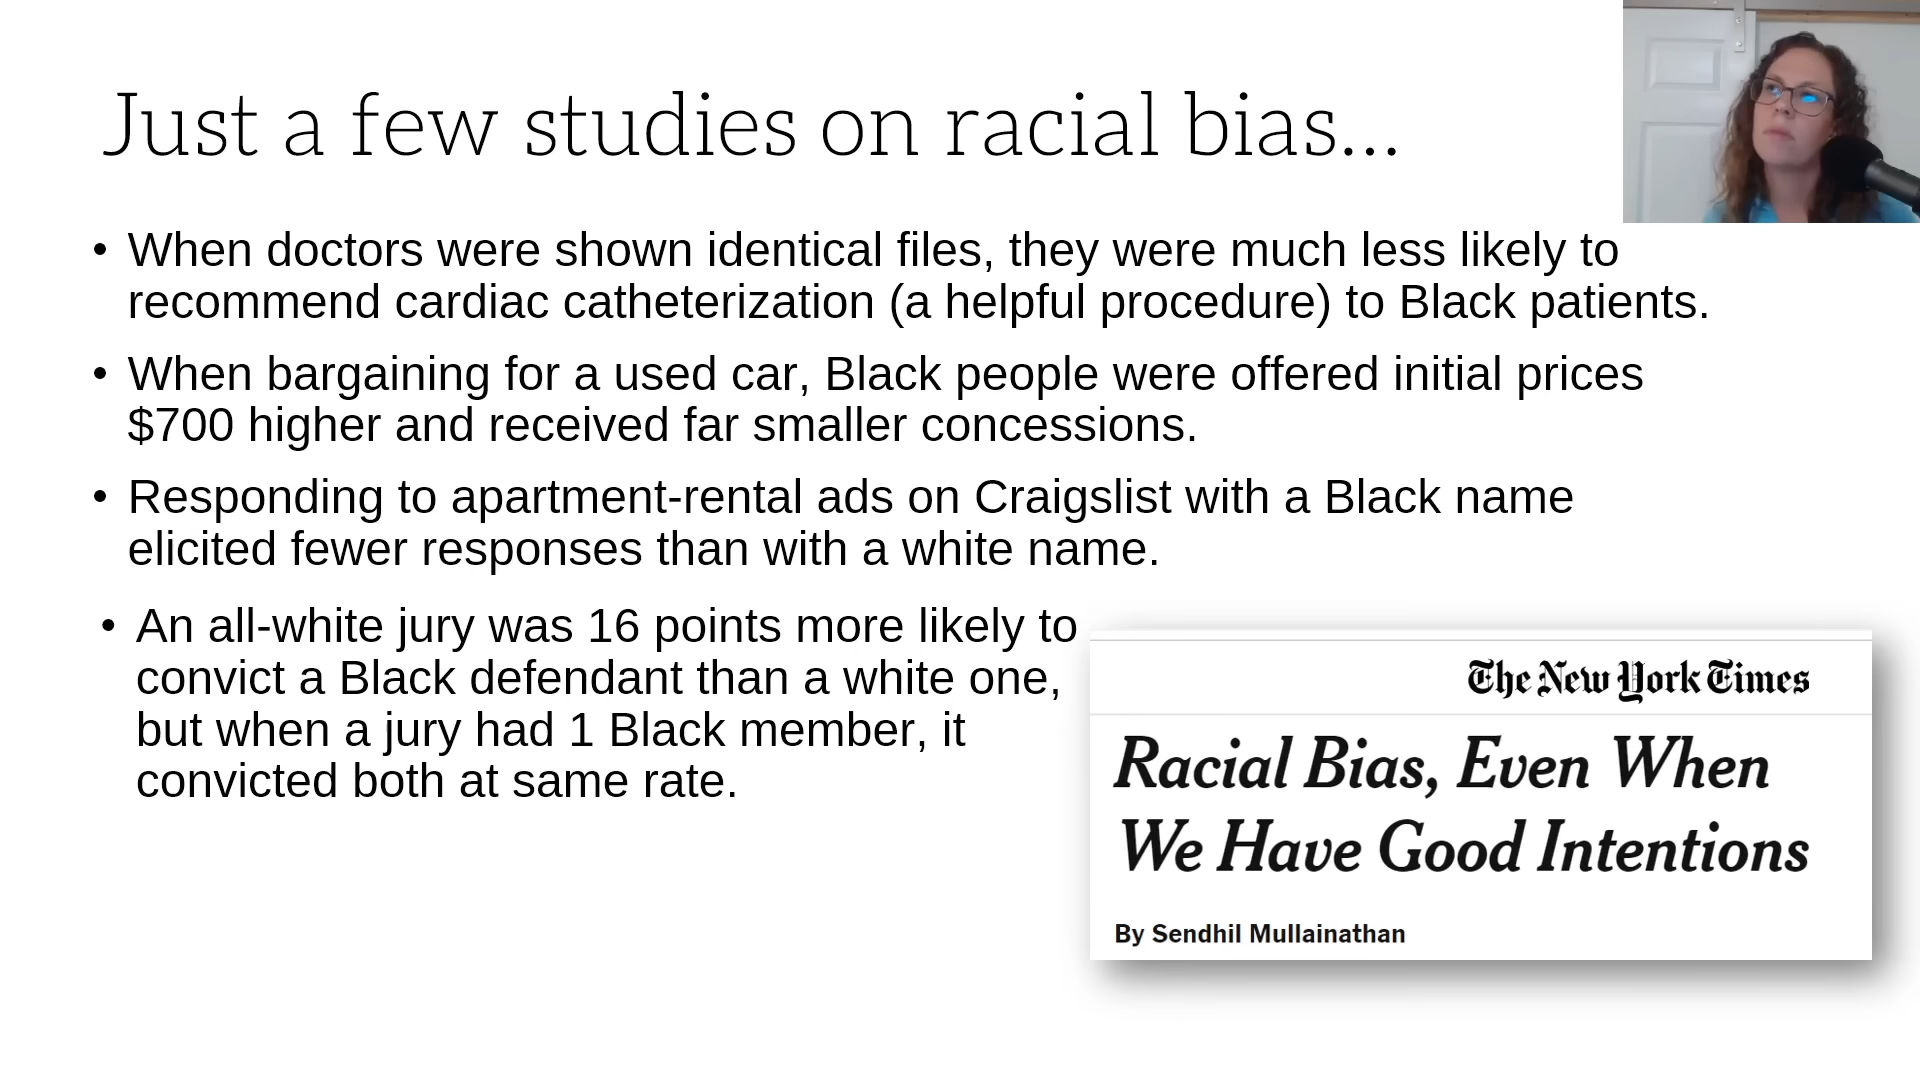 Just a few studies on racial bias...
• When doctors were shown identical files, they were much less likely to
recommend cardiac catheterization (a helpful procedure) to Black patients.
• When bargaining for a used car, Black people were offered initial prices
$700 higher and received far smaller concessions.
• Responding to apartment-rental ads on Craigslist with a Black name
elicited fewer responses than with a white name.
• An all-white jury was 16 points more likely to
convict a Black defendant than a white one,
but when a jury had 1 Black member, it
convicted both at same rate.
The New York Times
Racial Bias, Even When
We Have Good Intentions
By Sendhil Mullainathan